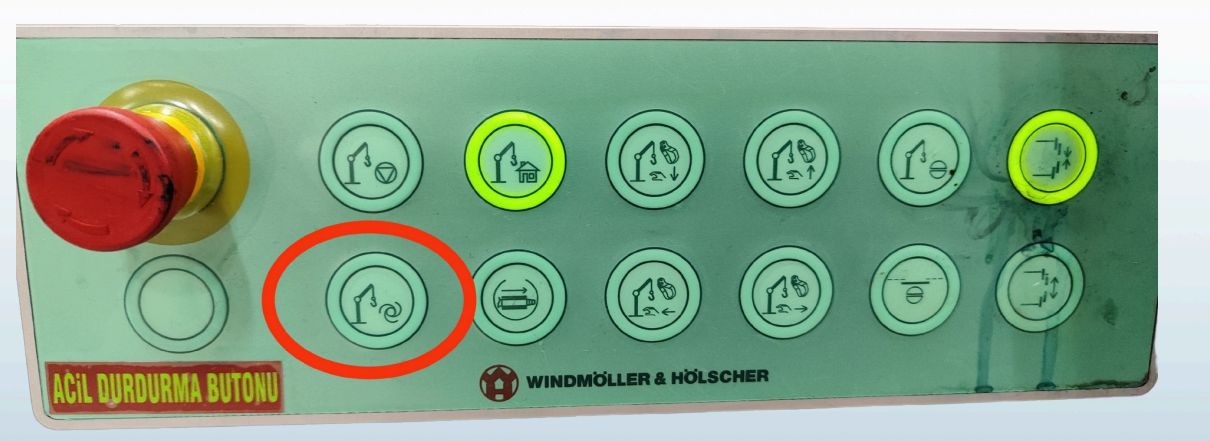 ACİL DURDURMA BUTONU
WINDMÖLLER & HÖLSCHER